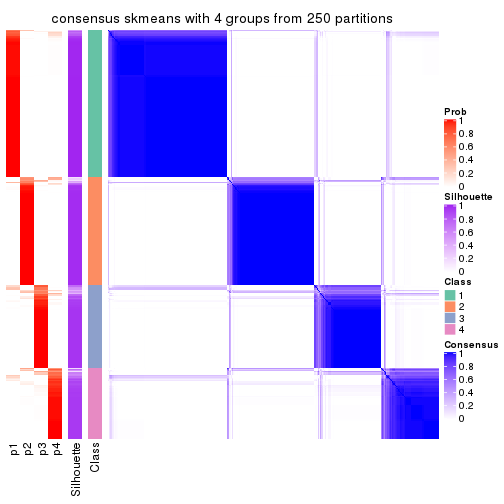 consensus skmeans with 4 groups from 250 partitions
Prob
1
0.8
0.6
0.4
0.2
0
Silhouette
1
0.8
0.6
0.4
0.2
0
Class
1
2
3
4
Consensus
1
0.8
0.6
0.4
0.2
0
p1
p2
p3
p4
Silhouette
Class